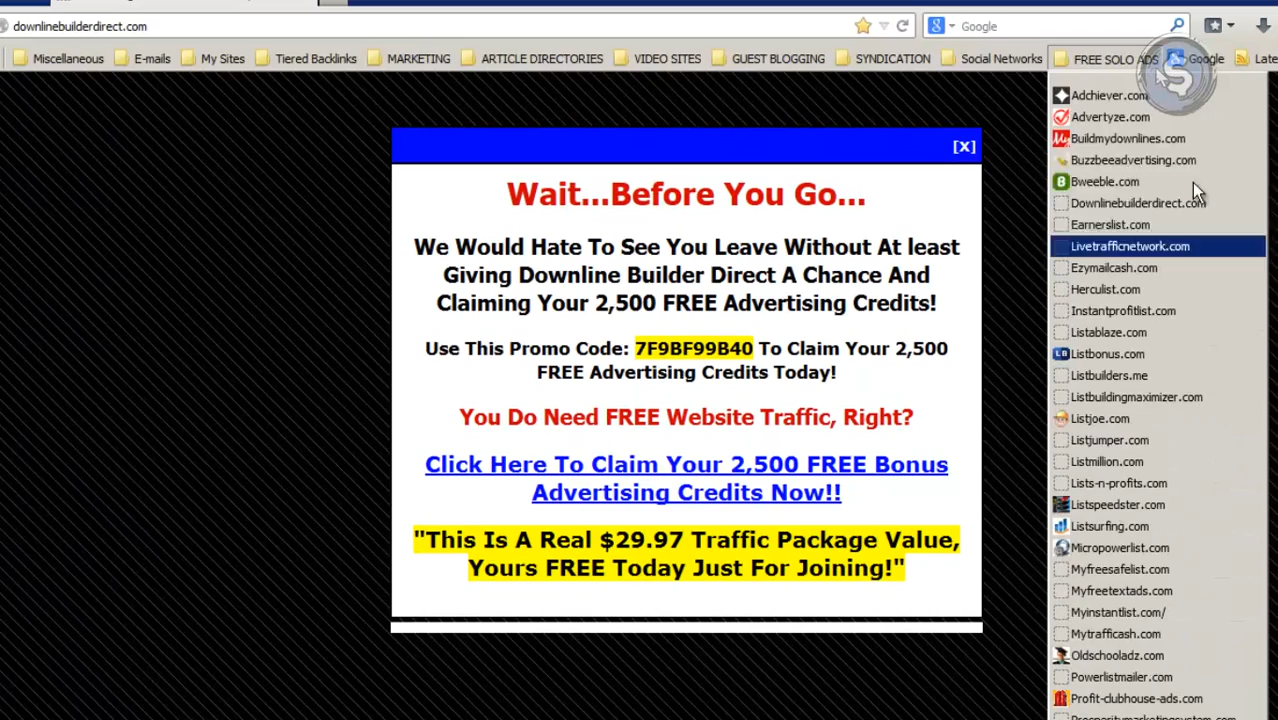 downlinebuilderdirect.com
Google
Miscellaneous
E-mails
My Sites
Tiered Backlinks
MARKETING
ARTICLE DIRECTORIES
VIDEO SITES
GUEST BLOGGING
SYNDICATION
Social Networks
FREE SOLO ADS
Google
Late
[X]
Wait...Before You Go...
We Would Hate To See You Leave Without At least
Giving Downline Builder Direct A Chance And
Claiming Your 2,500 FREE Advertising Credits!
Use This Promo Code: 7F9BF99B40 To Claim Your 2,500
FREE Advertising Credits Today!
You Do Need FREE Website Traffic, Right?
Click Here To Claim Your 2,500 FREE Bonus
Advertising Credits Now!!
"This Is A Real $29.97 Traffic Package Value,
Yours FREE Today Just For Joining!"
Adchiever.com
Advertyze.com
Buildmydownlines.com
Buzzbeeadvertising.com
Bweeble.com
Downlinebuilderdirect.com
Earnerslist.com
Livetrafficnetwork.com
Ezymailcash.com
Herculist.com
Instantprofitlist.com
Listablaze.com
Listbonus.com
Listbuilders.me
Listbuildingmaximizer.com
Listjoe.com
Listjumper.com
Listmillion.com
Lists-n-profits.com
Listspeedster.com
Listsurfing.com
Micropowerlist.com
Myfreesafelist.com
Myfreetextads.com
Myinstantlist.com/
Mytrafficash.com
Oldschooladz.com
Powerlistmailer.com
Profit-clubhouse-ads.com
Prosperitymarketingsystem.com